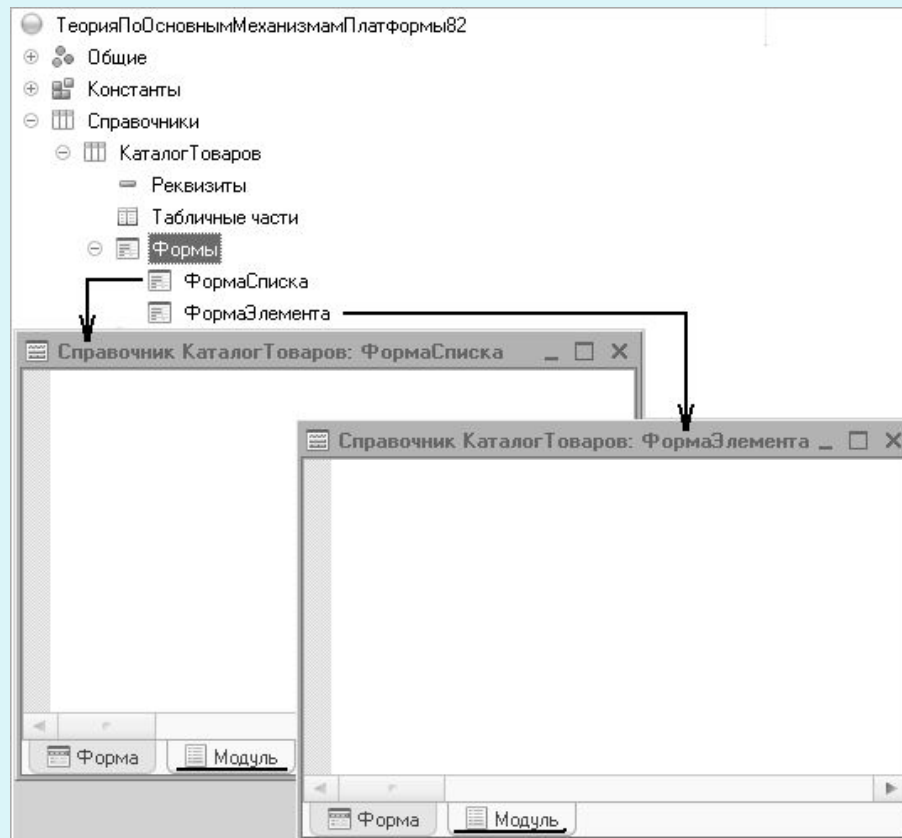 ТеорияПоОсновнымМеханизмамПлатформы82
Общие
Константы
Справочники
КаталогТоваров
Реквизиты
Табличные части
Формы
ФормаСписка
ФормаЭлемента
Справочник КаталогТоваров: ФормаСписка
Справочник КаталогТоваров: ФормаЭлемента
Форма Модуль
Форма Модуль